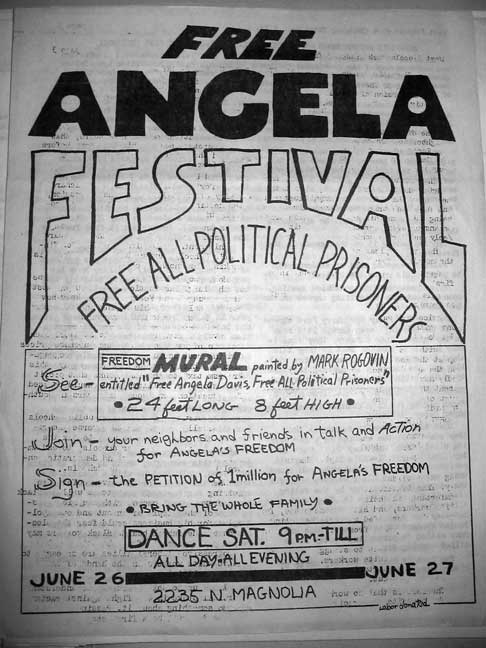 FREE
ANGELA
FESTIVAL
FREE ALL POLITICAL PRISONERS
FREEDOM MURAL painted by MARK ROGOVIN
See - entitled "Free Angela Davis, Free All Political Prisoners"
• 24 feet LONG 8 feet HIGH •
Join - your neighbors and friends in talk and ACTION
for ANGELA'S FREEDOM
Sign - the PETITION of 1 million for ANGELA'S FREEDOM
• BRING THE WHOLE FAMILY •
DANCE SAT. 9 PM-TILL
ALL DAY-ALL EVENING
JUNE 26 JUNE 27
2235 N. MAGNOLIA
labor donated